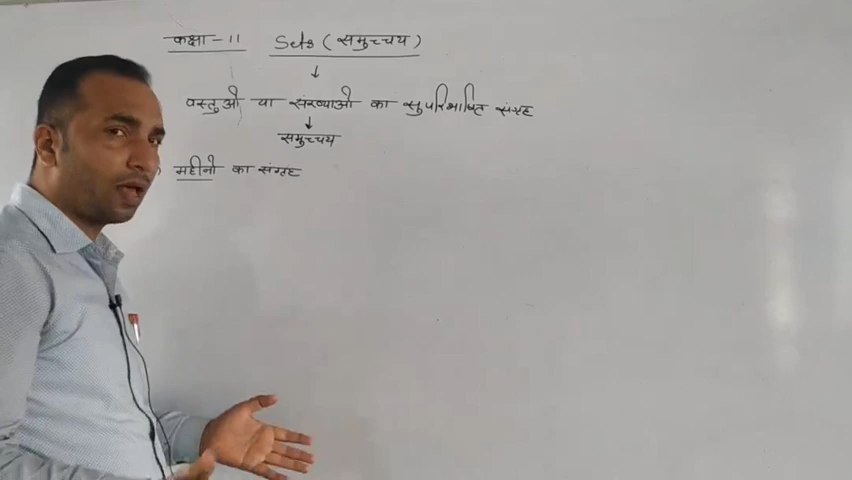 कक्षा - 11 Sets (समुच्चय)
वस्तुओ या संख्याओ का सुपरिभाषित संग्रह
समुच्चय
महीनो का संग्रह